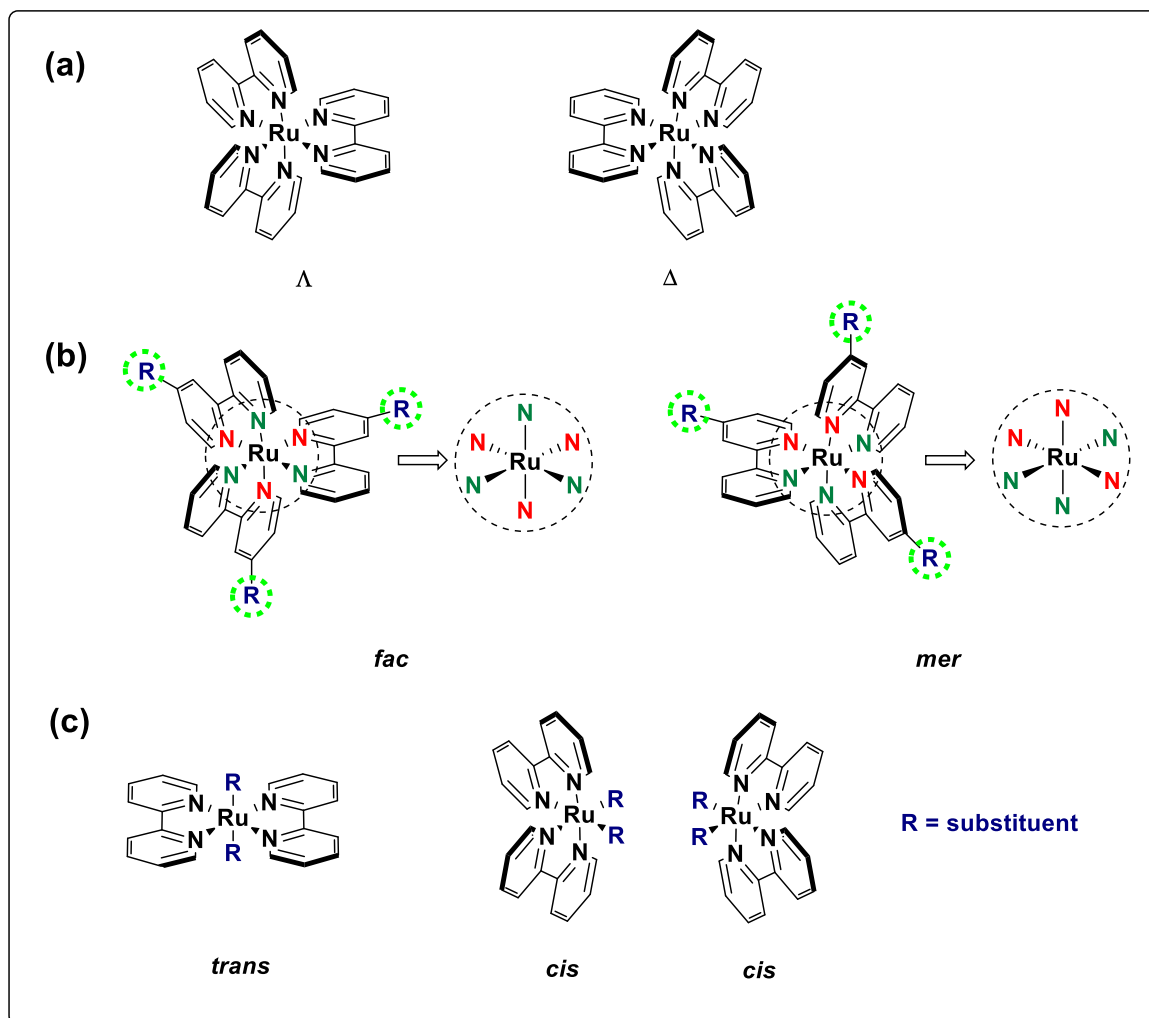 (a)
N N N Ru N N N
N N N Ru N N N
Λ Δ
(b)
R R R N N N Ru N N N
N N N Ru N N N
R R R N N N Ru N N N
N N N Ru N N N
fac mer
(c)
R N N Ru N N R
N N R Ru N R N
N R N Ru R N N
R = substituent
trans cis cis